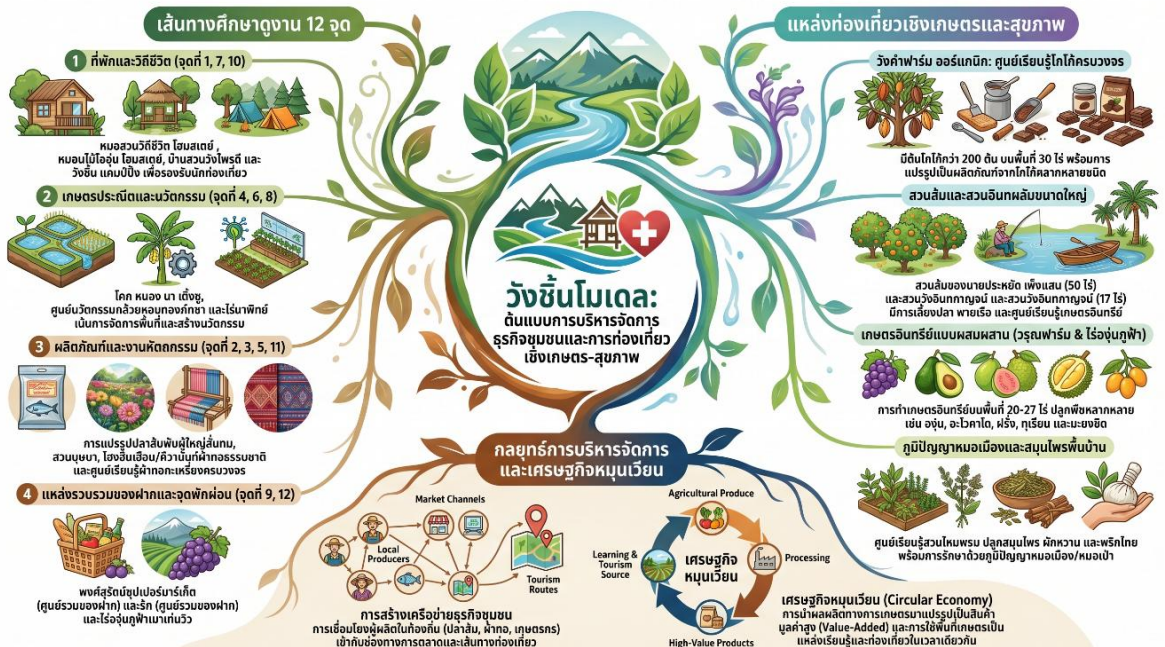 เส้นทางศึกษาดูงาน 12 จุด
1 ที่พักและวิถีชีวิต (จุดที่ 1, 7, 10)
หมอสวนวิถีชีวิต โฮมสเตย์ ,
หมอนไม้ไออุ่น โฮมสเตย์, บ้านสวนวังไพรดี และ
วังชิ้น แคมป์ปิ้ง เพื่อรองรับนักท่องเที่ยว
2 เกษตรประณีตและนวัตกรรม (จุดที่ 4, 6, 8)
โคก หนอง นา เติ้งซู,
ศูนย์นวัตกรรมกล้วยหอมทองภัทชา และไร่นาพิทย์
เน้นการจัดการพื้นที่และสร้างนวัตกรรม
3 ผลิตภัณฑ์และงานหัตถกรรม (จุดที่ 2, 3, 5, 11)
การแปรรูปปลาส้มพันผู้ใหญ่สั่นทม,
สวนบุษบา, โฮงซิ่นเฮือน/ศิวานันท์ผ้าทอธรรมชาติ
และศูนย์เรียนรู้ผ้าทอกะเหรี่ยงครบวงจร
4 แหล่งรวบรวมของฝากและจุดพักผ่อน (จุดที่ 9, 12)
พงศ์สุรัตน์ซุปเปอร์มาร์เก็ต
(ศูนย์รวมของฝาก) และรัก (ศูนย์รวมของฝาก)
และไร่องุ่นภูฟ้าเมาเท่นวิว
วังชิ้นโมเดล:
ต้นแบบการบริหารจัดการ
ธุรกิจชุมชนและการท่องเที่ยว
เชิงเกษตร-สุขภาพ
แหล่งท่องเที่ยวเชิงเกษตรและสุขภาพ
วังคำฟาร์ม ออร์แกนิก: ศูนย์เรียนรู้โกโก้ครบวงจร
มีต้นโกโก้กว่า 200 ต้น บนพื้นที่ 30 ไร่ พร้อมการ
แปรรูปเป็นผลิตภัณฑ์จากโกโก้หลากหลายชนิด
สวนส้มและสวนอินทผลัมขนาดใหญ่
สวนส้มของนายประหยัด เพ็งแสน (50 ไร่)
และสวนวังอินทกาญจน์ และสวนวังอินทกาญจน์ (17 ไร่)
มีการเลี้ยงปลา พายเรือ และศูนย์เรียนรู้เกษตรอินทรีย์
เกษตรอินทรีย์แบบผสมผสาน (วรุณฟาร์ม & ไร่องุ่นภูฟ้า)
การทำเกษตรอินทรีย์บนพื้นที่ 20-27 ไร่ ปลูกพืชหลากหลาย
เช่น องุ่น, อะโวคาโด, ฝรั่ง, ทุเรียน และมะยงชิด
ภูมิปัญญาหมอเมืองและสมุนไพรพื้นบ้าน
ศูนย์เรียนรู้สวนไหมพรม ปลูกสมุนไพร ผักหวาน และพริกไทย
พร้อมการรักษาด้วยภูมิปัญญาหมอเมือง/หมอเป่า
กลยุทธ์การบริหารจัดการ
และเศรษฐกิจหมุนเวียน
Market Channels
Local
Producers
Tourism
Routes
การสร้างเครือข่ายธุรกิจชุมชน
การเชื่อมโยงผู้ผลิตในท้องถิ่น (ปลาส้ม, ผ้าทอ, เกษตรกร)
เข้ากับช่องทางการตลาดและเส้นทางท่องเที่ยว
Agricultural Produce
Learning &
Tourism
Source
เศรษฐกิจ
หมุนเวียน
Processing
High-Value Products
เศรษฐกิจหมุนเวียน (Circular Economy)
การนำผลผลิตทางการเกษตรมาแปรรูปเป็นสินค้า
มูลค่าสูง (Value-Added) และการใช้พื้นที่เกษตรเป็น
แหล่งเรียนรู้และท่องเที่ยวในเวลาเดียวกัน